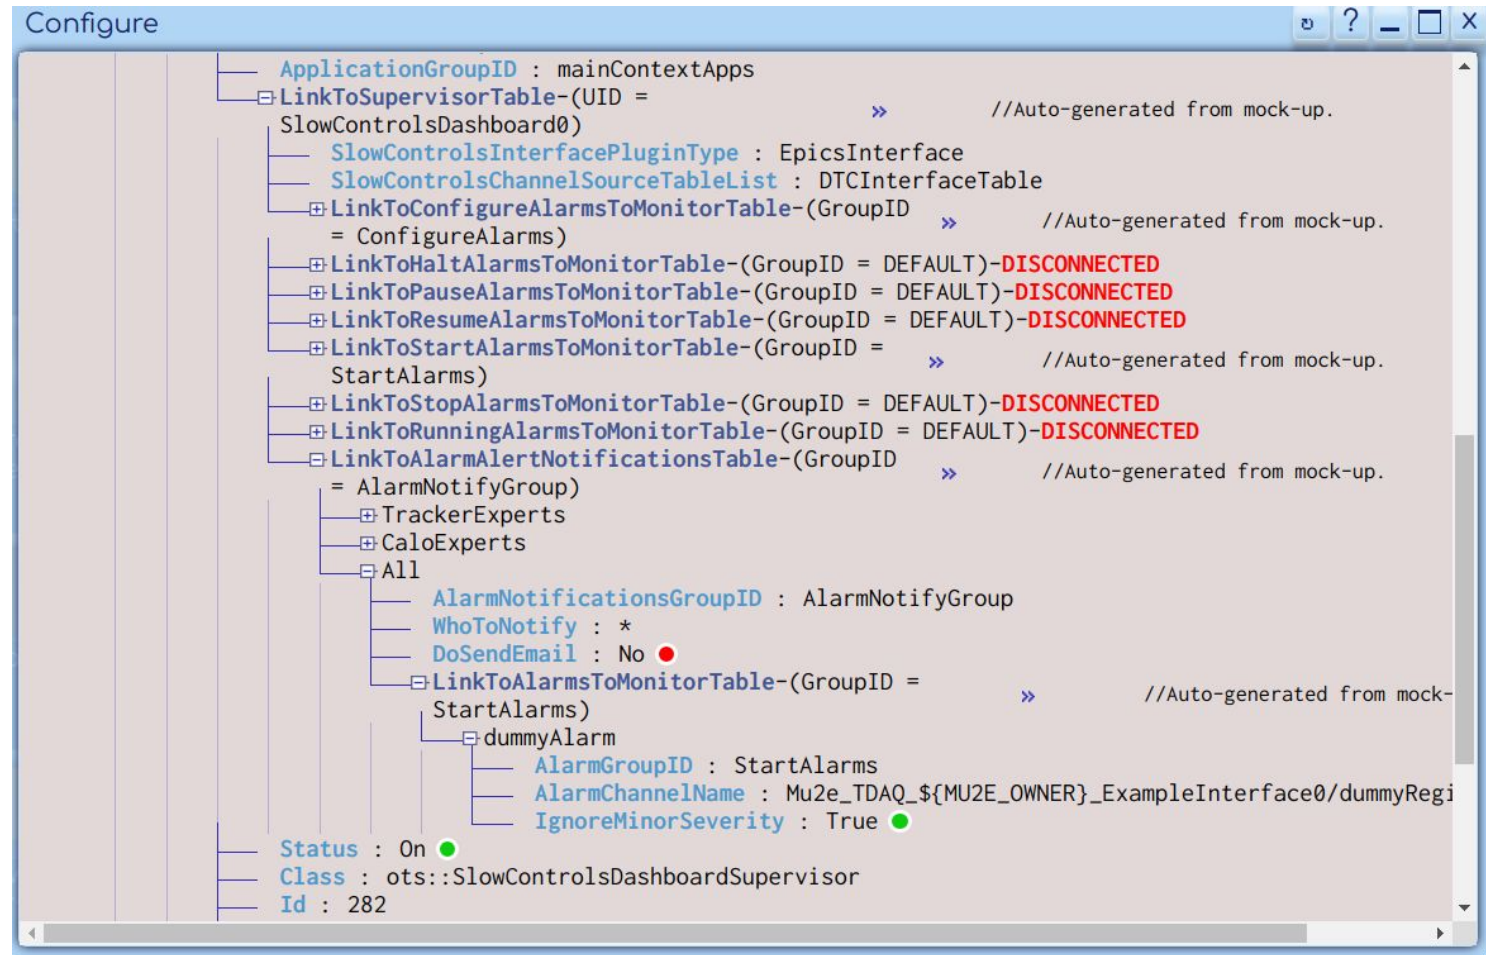 Configure
? _ X
ApplicationGroupID : mainContextApps
LinkToSupervisorTable-(UID = SlowControlsDashboard0) » //Auto-generated from mock-up.
SlowControlsInterfacePluginType : EpicsInterface
SlowControlsChannelSourceTableList : DTCInterfaceTable
LinkToConfigureAlarmsToMonitorTable-(GroupID
= ConfigureAlarms) » //Auto-generated from mock-up.
LinkToHaltAlarmsToMonitorTable-(GroupID = DEFAULT)-DISCONNECTED
LinkToPauseAlarmsToMonitorTable-(GroupID = DEFAULT)-DISCONNECTED
LinkToResumeAlarmsToMonitorTable-(GroupID = DEFAULT)-DISCONNECTED
LinkToStartAlarmsToMonitorTable-(GroupID =
StartAlarms) » //Auto-generated from mock-up.
LinkToStopAlarmsToMonitorTable-(GroupID = DEFAULT)-DISCONNECTED
LinkToRunningAlarmsToMonitorTable-(GroupID = DEFAULT)-DISCONNECTED
LinkToAlarmAlertNotificationsTable-(GroupID
= AlarmNotifyGroup) » //Auto-generated from mock-up.
TrackerExperts
CaloExperts
All
AlarmNotificationsGroupID : AlarmNotifyGroup
WhoToNotify : *
DoSendEmail : No
LinkToAlarmsToMonitorTable-(GroupID =
StartAlarms) » //Auto-generated from mock-
dummyAlarm
AlarmGroupID : StartAlarms
AlarmChannelName : Mu2e_TDAQ_${MU2E_OWNER}_ExampleInterface0/dummyRegi
IgnoreMinorSeverity : True
Status : On
Class : ots::SlowControlsDashboardSupervisor
Id : 282